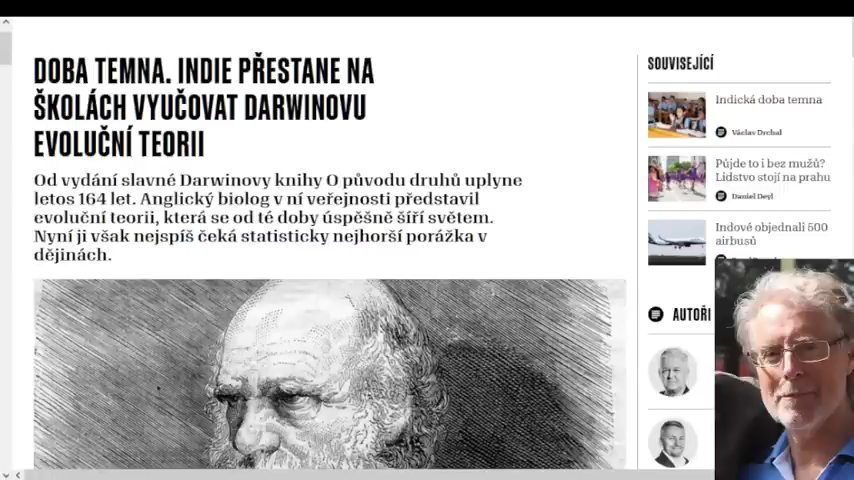 DOBA TEMNA. INDIE PŘESTANE NA
ŠKOLÁCH VYUČOVAT DARWINOVU
EVOLUČNÍ TEORII
Od vydání slavné Darwinovy knihy O původu druhů uplyne
letos 164 let. Anglický biolog v ní veřejnosti představil
evoluční teorii, která se od té doby úspěšně šíří světem.
Nyní ji však nejspíš čeká statisticky nejhorší porážka v
dějinách.
SOUVISEJÍCÍ
Indická doba temna
Václav Drchal
Půjde to i bez mužů?
Lidstvo stojí na prahu
Daniel Deyl
Indové objednali 500
airbusů
AUTOŘI